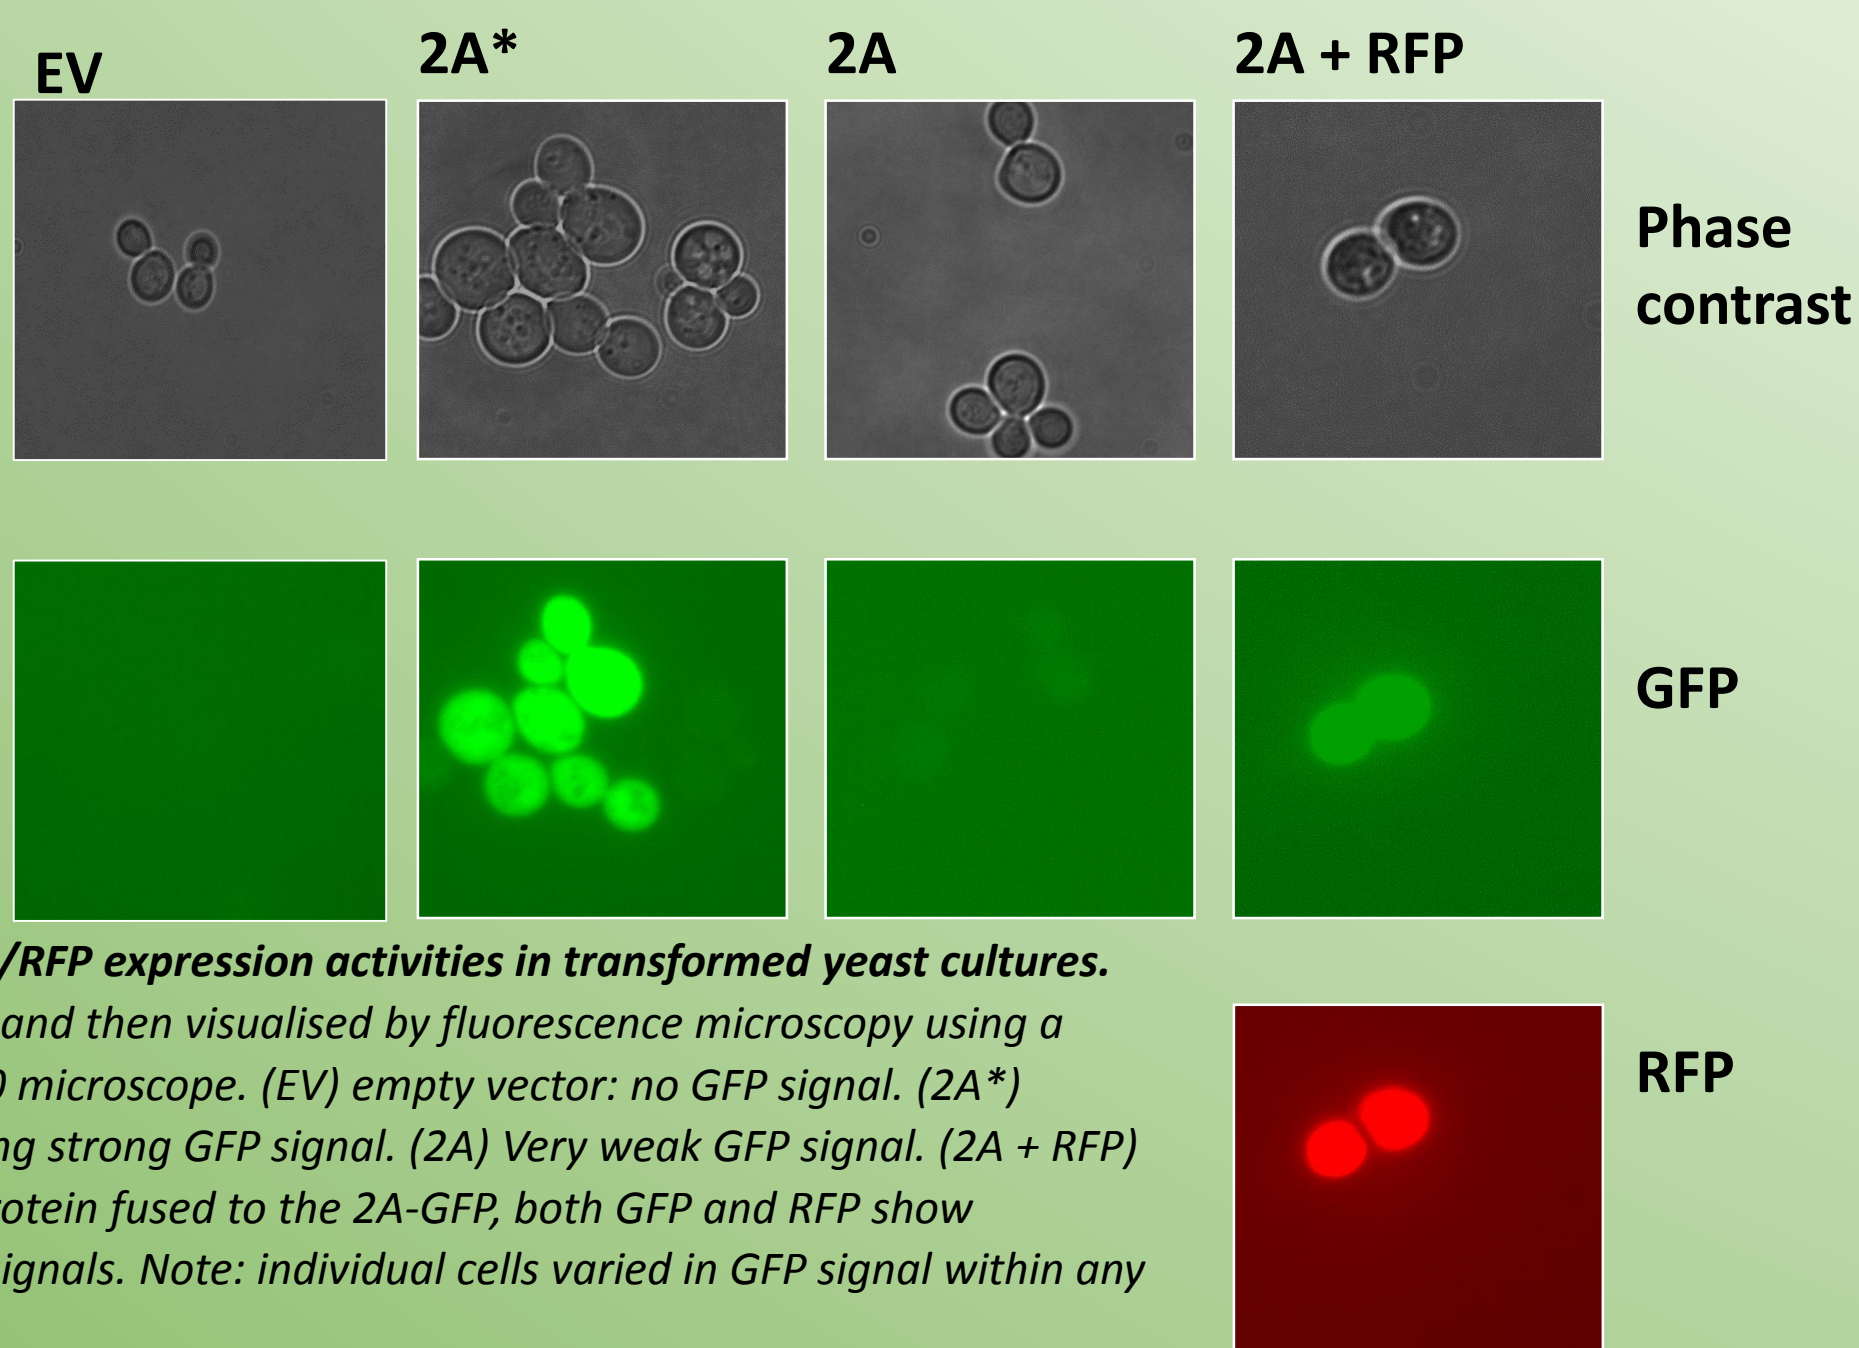 EV
2A*
2A
2A + RFP
Phase
contrast
GFP
/RFP expression activities in transformed yeast cultures.
and then visualised by fluorescence microscopy using a
microscope. (EV) empty vector: no GFP signal. (2A*)
ng strong GFP signal. (2A) Very weak GFP signal. (2A + RFP)
rotein fused to the 2A-GFP, both GFP and RFP show
ignals. Note: individual cells varied in GFP signal within any
RFP